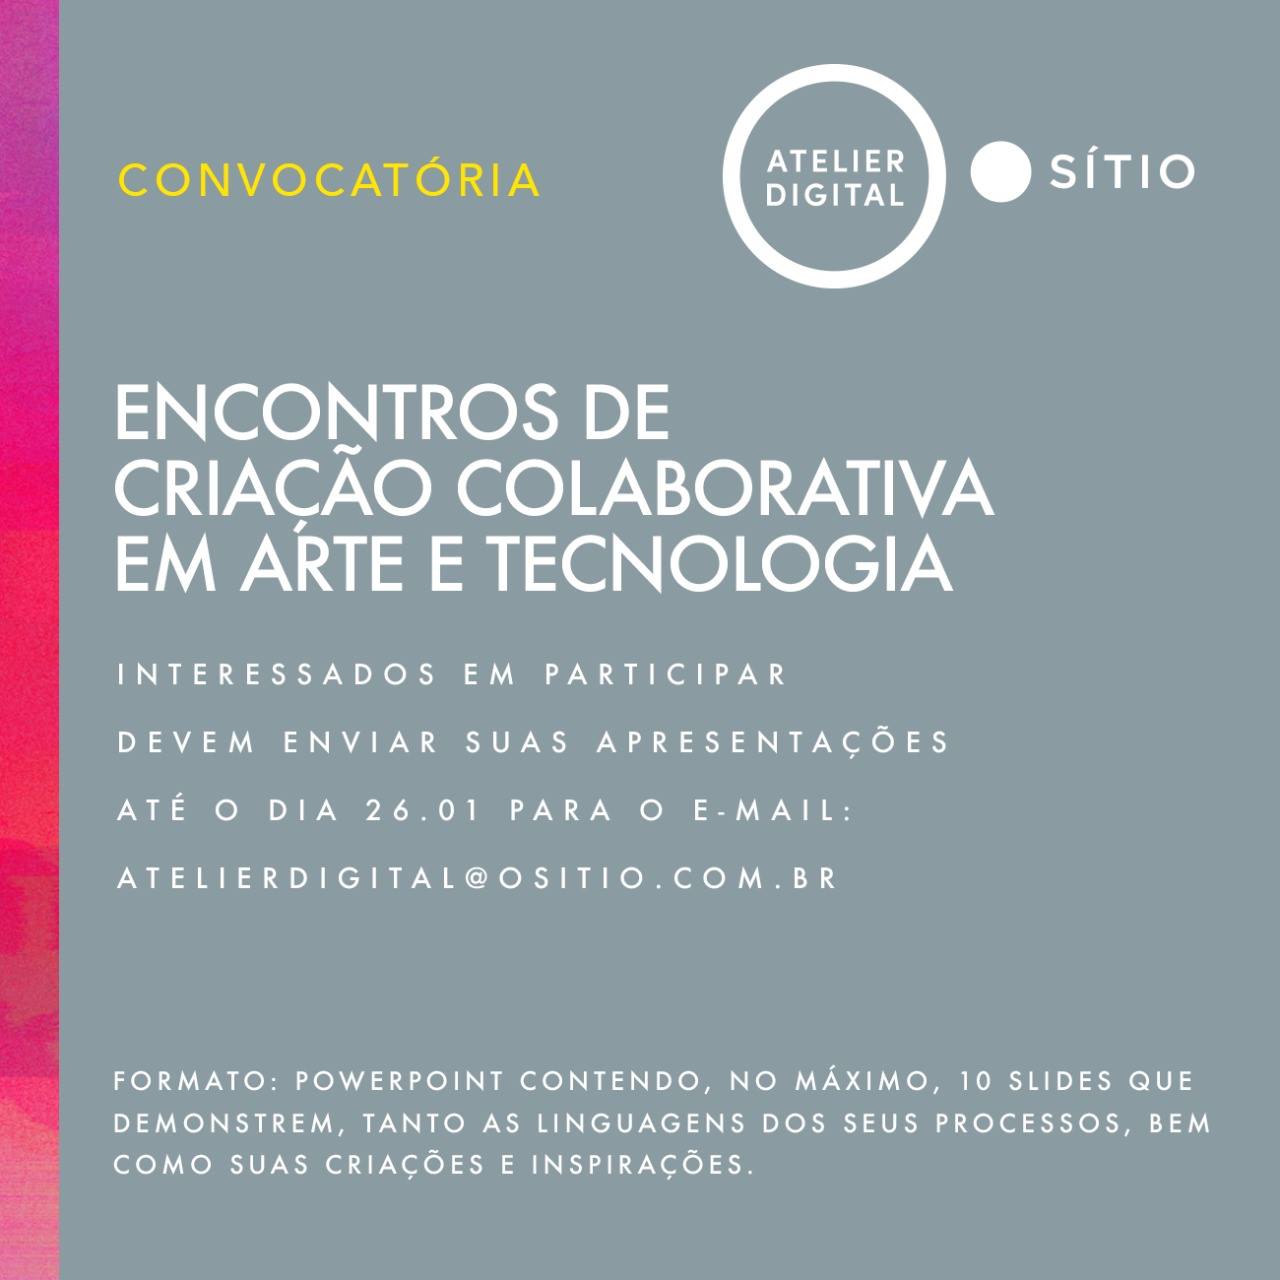 CONVOCATÓRIA
ATELIER
DIGITAL
SÍTIO
ENCONTROS DE
CRIAÇÃO COLABORATIVA
EM ARTE E TECNOLOGIA
INTERESSADOS EM PARTICIPAR
DEVEM ENVIAR SUAS APRESENTAÇÕES
ATÉ O DIA 26.01 PARA O E-MAIL:
ATELIERDIGITAL@OSITIO.COM.BR
FORMATO: POWERPOINT CONTENDO, NO MÁXIMO, 10 SLIDES QUE
DEMONSTREM, TANTO AS LINGUAGENS DOS SEUS PROCESSOS, BEM
COMO SUAS CRIAÇÕES E INSPIRAÇÕES.